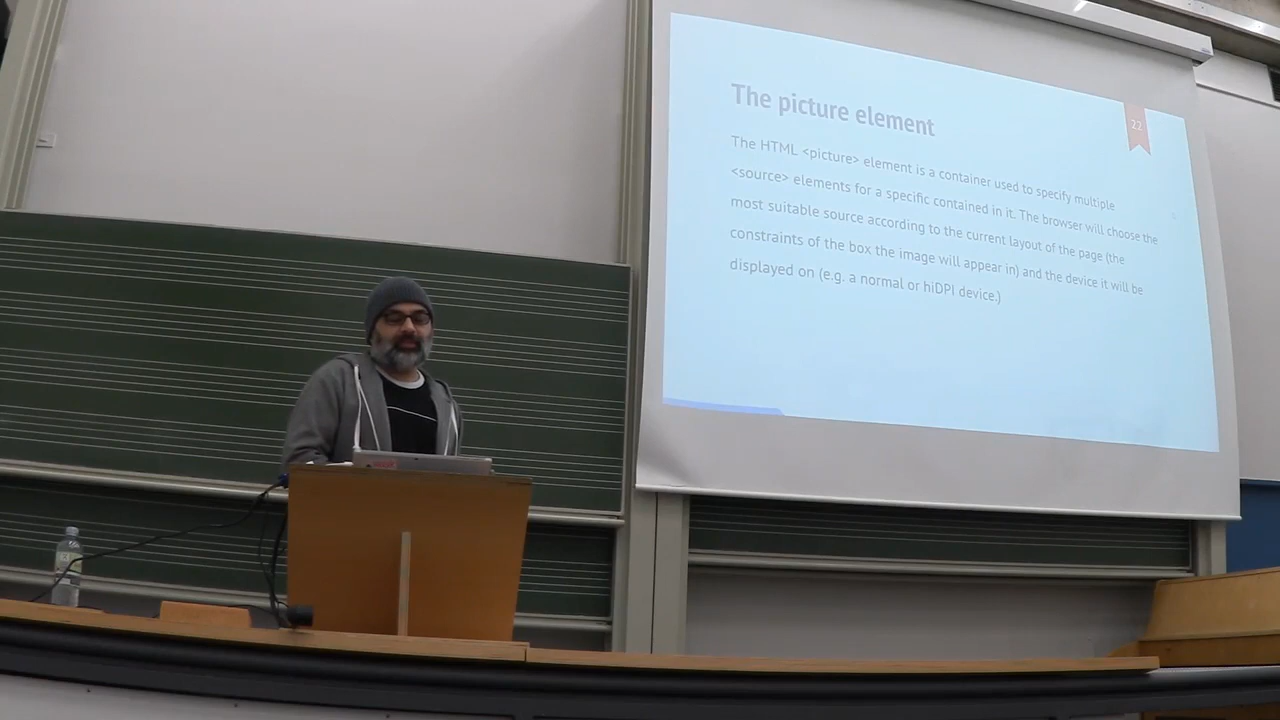 The picture element
22
The HTML <picture> element is a container used to specify multiple
<source> elements for a specific contained in it. The browser will choose the
most suitable source according to the current layout of the page (the
constraints of the box the image will appear in) and the device it will be
displayed on (e.g. a normal or hiDPI device.)